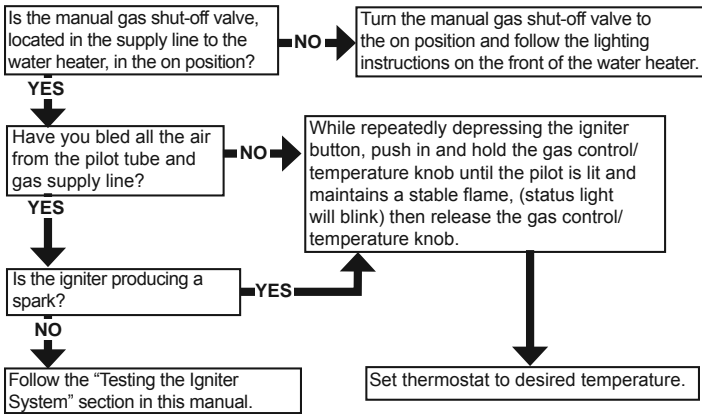 Is the manual gas shut-off valve,
located in the supply line to the
water heater, in the on position?
NO
Turn the manual gas shut-off valve to
the on position and follow the lighting
instructions on the front of the water heater.
YES
Have you bled all the air
from the pilot tube and
gas supply line?
NO
While repeatedly depressing the igniter
button, push in and hold the gas control/
temperature knob until the pilot is lit and
maintains a stable flame, (status light
will blink) then release the gas control/
temperature knob.
YES
Is the igniter producing a
spark?
YES
NO
Follow the “Testing the Igniter
System” section in this manual.
Set thermostat to desired temperature.